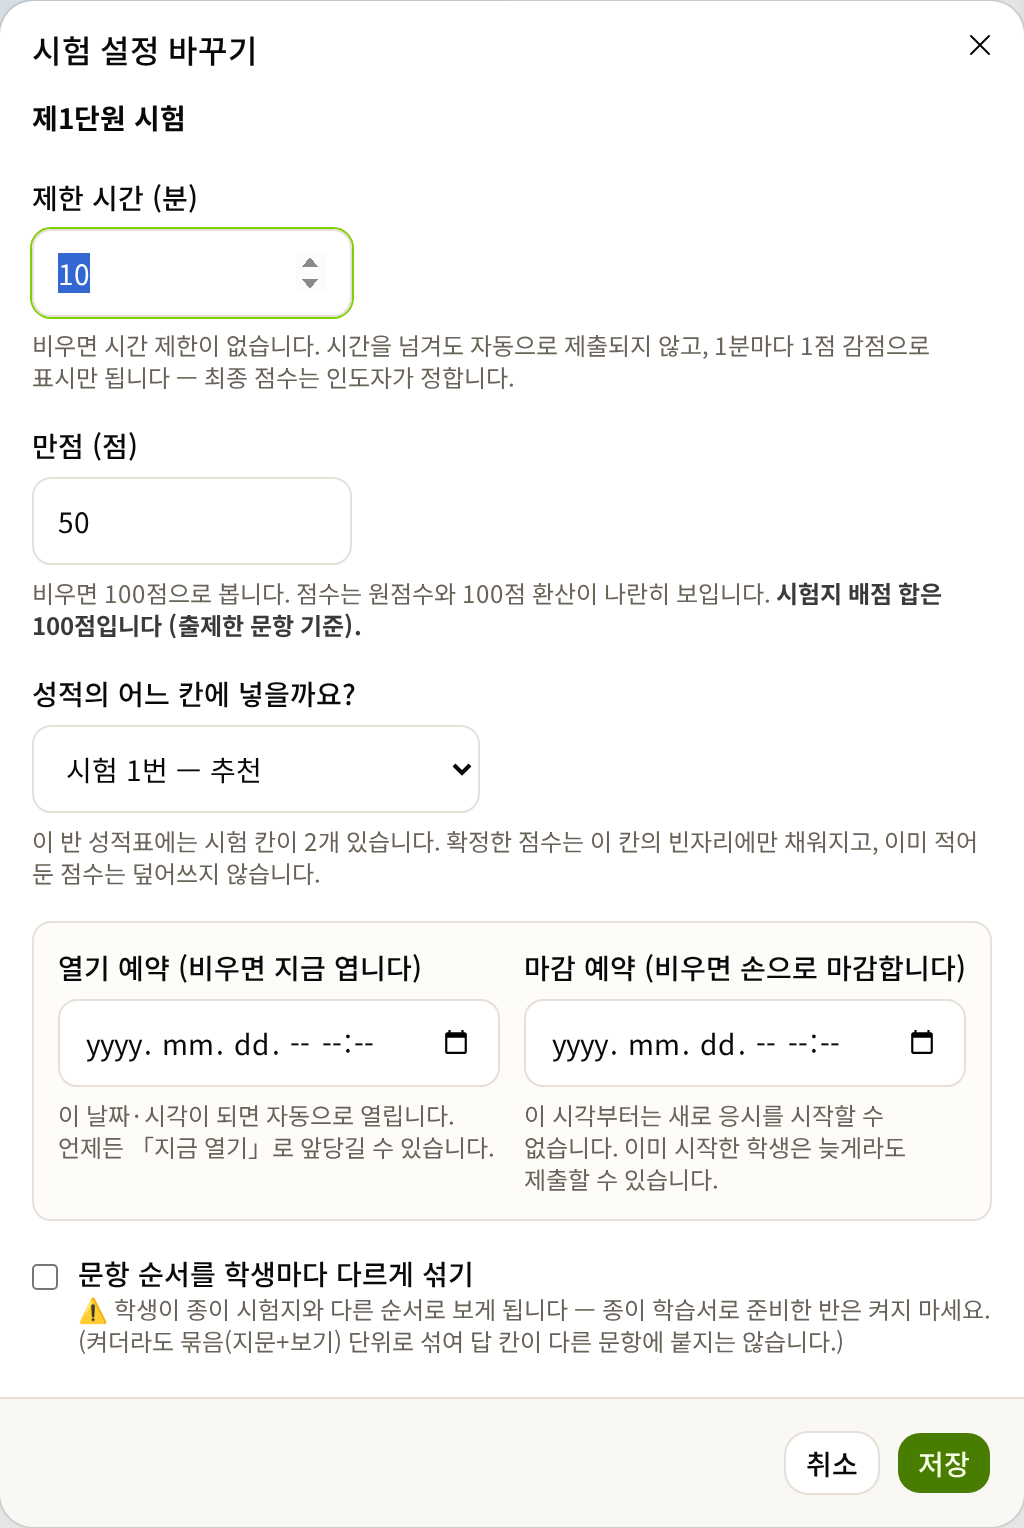 시험 설정 바꾸기
제1단원 시험
제한 시간 (분)
10
비우면 시간 제한이 없습니다. 시간을 넘겨도 자동으로 제출되지 않고, 1분마다 1점 감점으로
표시만 됩니다 — 최종 점수는 인도자가 정합니다.
만점 (점)
50
비우면 100점으로 봅니다. 점수는 원점수와 100점 환산이 나란히 보입니다. 시험지 배점 합은
100점입니다 (출제한 문항 기준).
성적의 어느 칸에 넣을까요?
시험 1번 — 추천
이 반 성적표에는 시험 칸이 2개 있습니다. 확정한 점수는 이 칸의 빈자리에만 채워지고, 이미 적어
둔 점수는 덮어쓰지 않습니다.
열기 예약 (비우면 지금 엽니다)
yyyy. mm. dd. -- --:--
이 날짜·시각이 되면 자동으로 열립니다.
언제든 「지금 열기」로 앞당길 수 있습니다.
마감 예약 (비우면 손으로 마감합니다)
yyyy. mm. dd. -- --:--
이 시각부터는 새로 응시를 시작할 수
없습니다. 이미 시작한 학생은 늦게라도
제출할 수 있습니다.
문항 순서를 학생마다 다르게 섞기
⚠️ 학생이 종이 시험지와 다른 순서로 보게 됩니다 — 종이 학습서로 준비한 반은 켜지 마세요.
(켜더라도 묶음(지문+보기) 단위로 섞여 답 칸이 다른 문항에 붙지는 않습니다.)
취소
저장